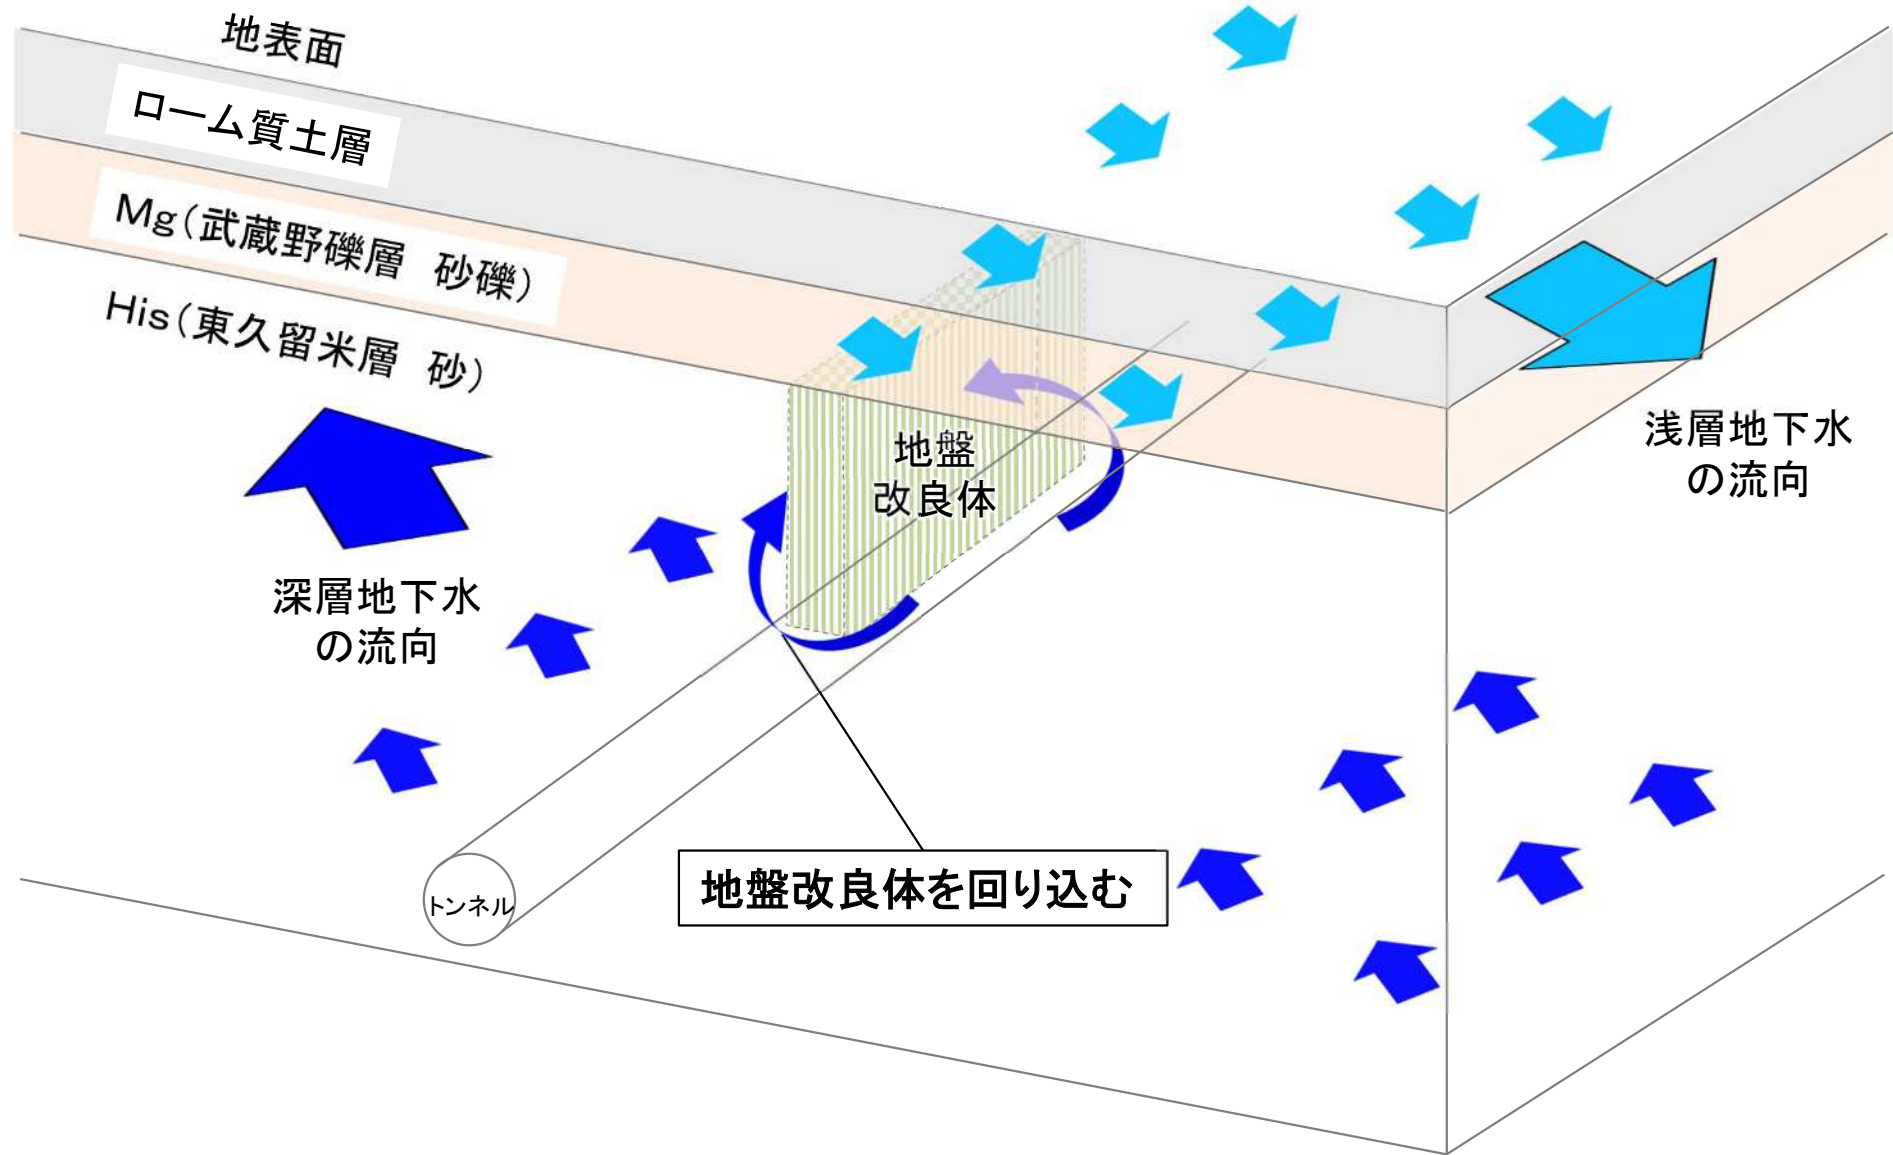 地表面
ローム質土層
Mg(武蔵野礫層　砂礫)
His(東久留米層　砂)
浅層地下水
の流向
地盤
改良体
深層地下水
の流向
地盤改良体を回り込む
トンネル